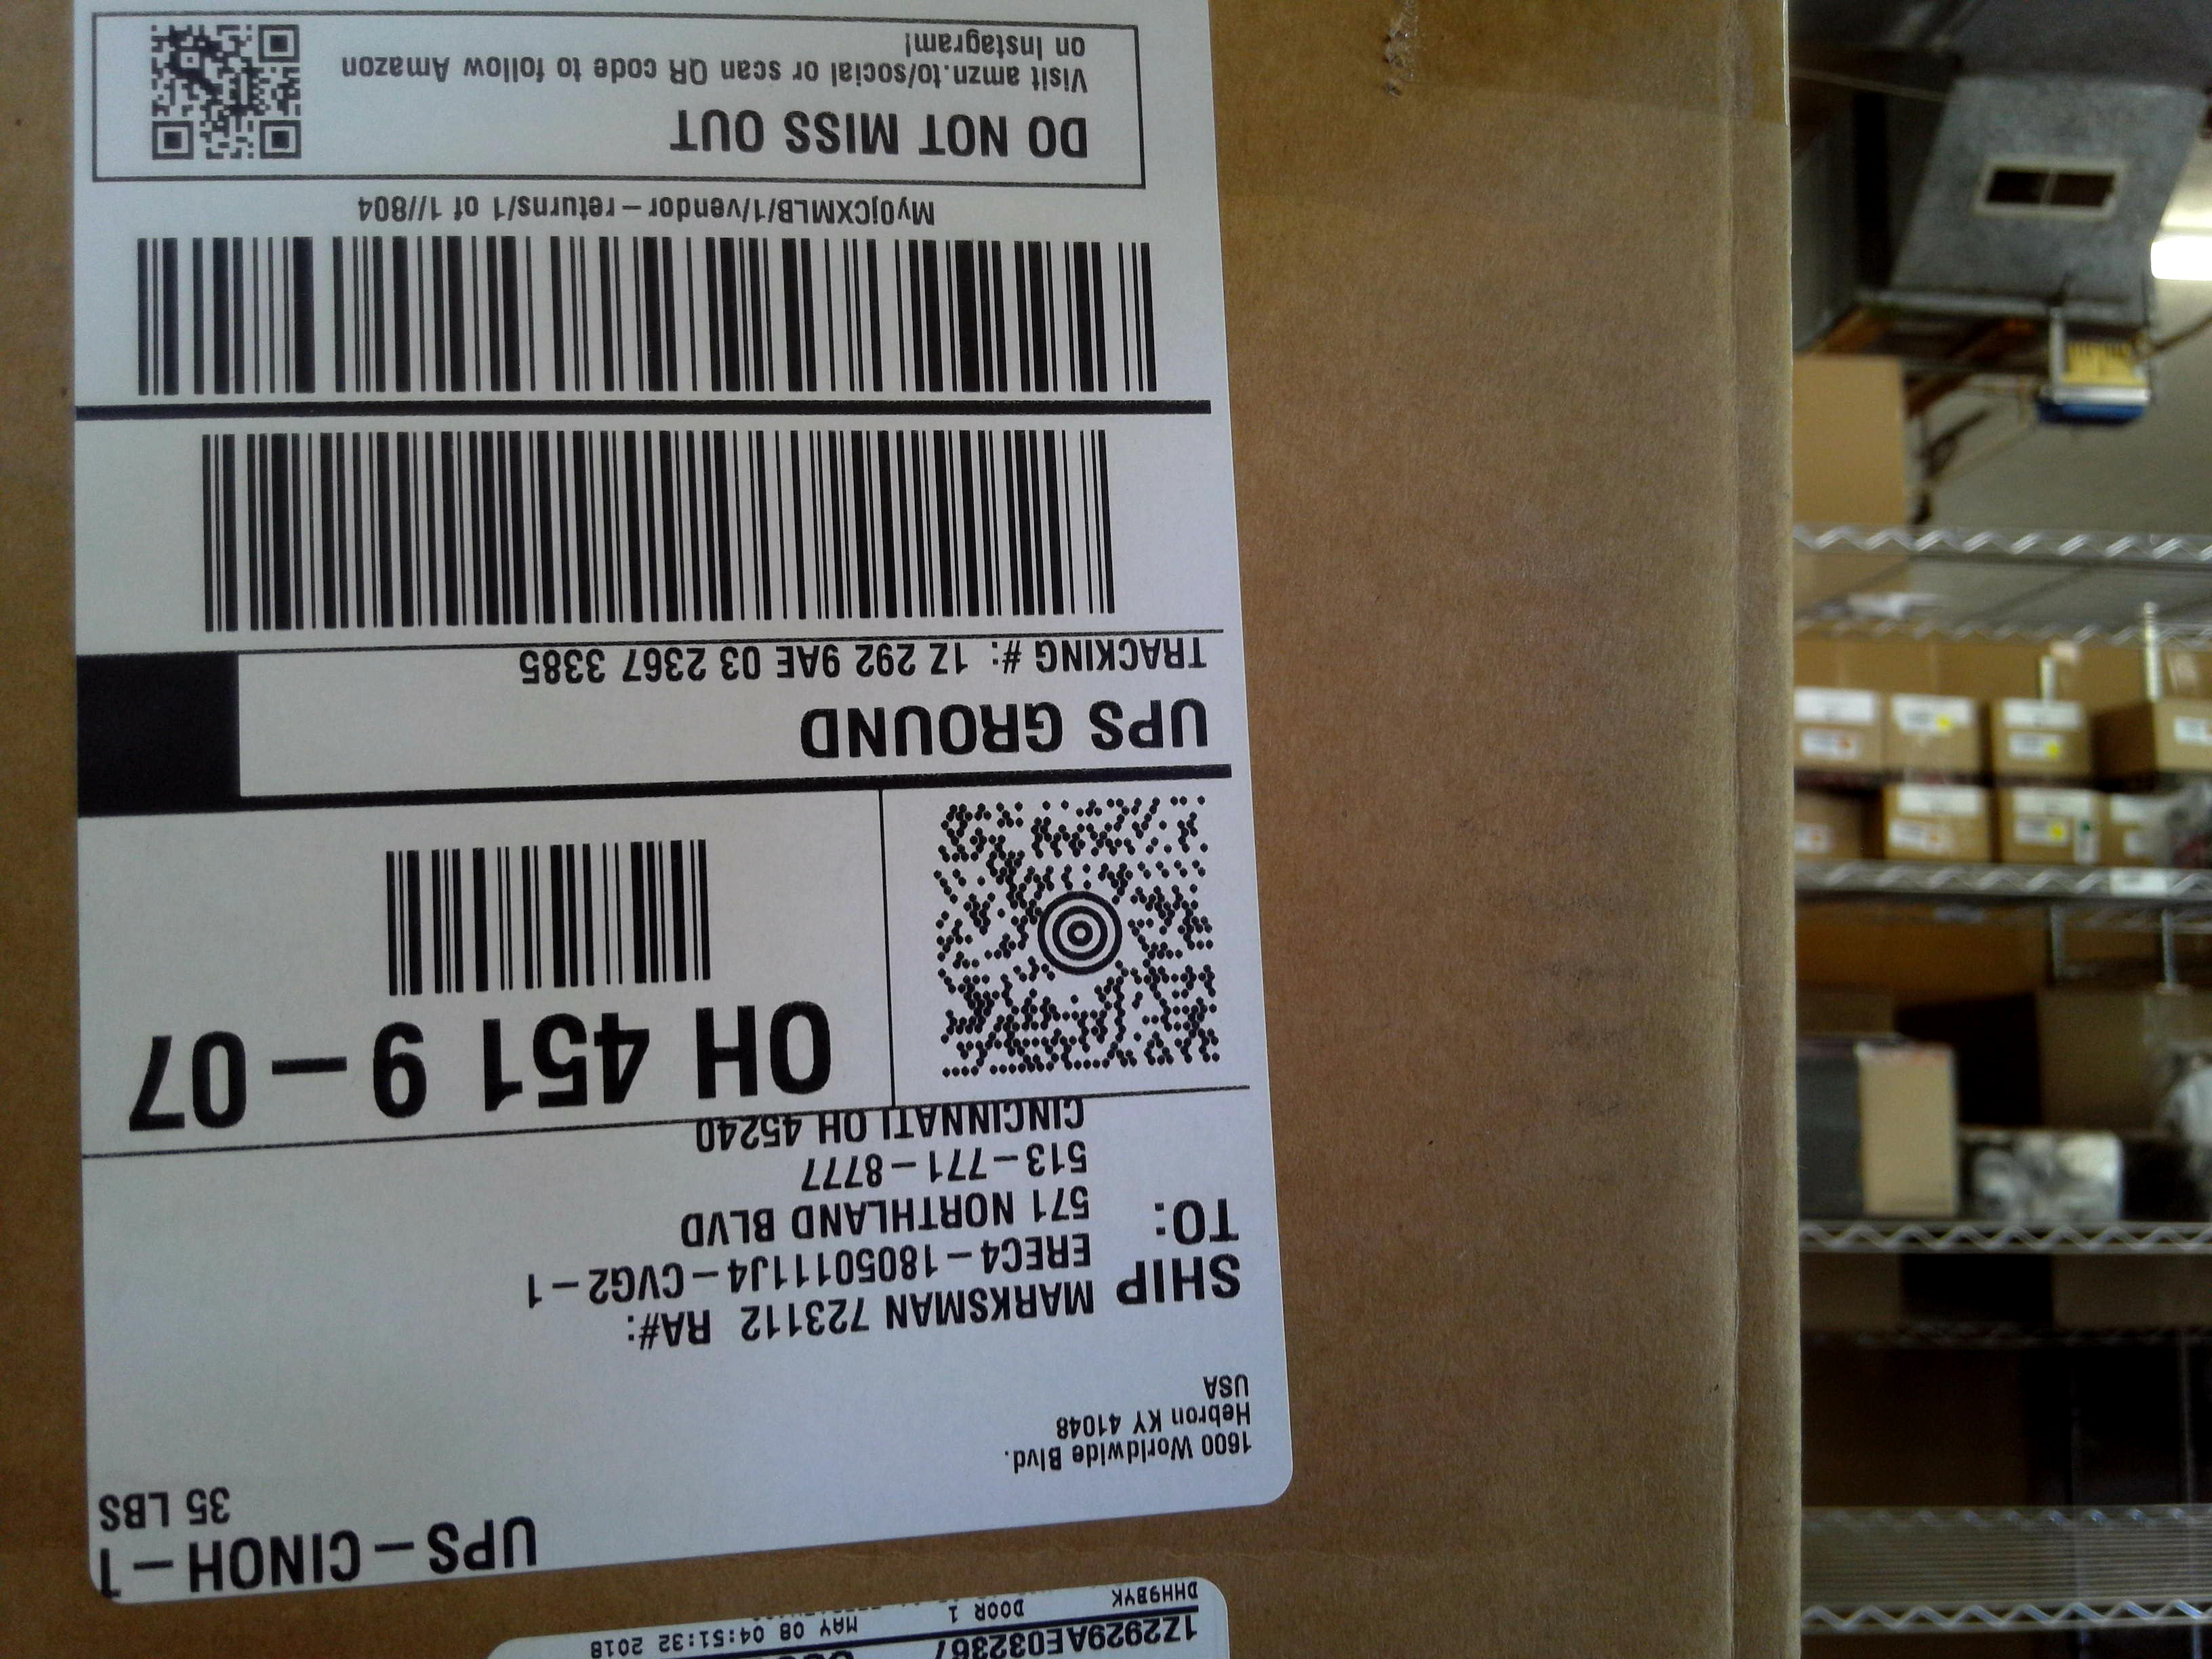 UPS-CINOH-1
35 LBS
1600 Worldwide Blvd.
Hebron KY 41048
USA
SHIP TO:
MARKSMAN 723112 RA#:
EREC4-18050111J4-CVG2-1
571 NORTHLAND BLVD
513-771-8777
CINCINNATI OH 45240
OH 451 9-07
UPS GROUND
TRACKING #: 1Z 292 9AE 03 2367 3385
My0jCXMLB/1/vendor-returns/1 of 1//804
DO NOT MISS OUT
Visit amzn.to/social or scan QR code to follow Amazon
on Instagram!
1Z2929AE032367
DHH9BYK DOOR 1 MAY 08 04:51:32 2018